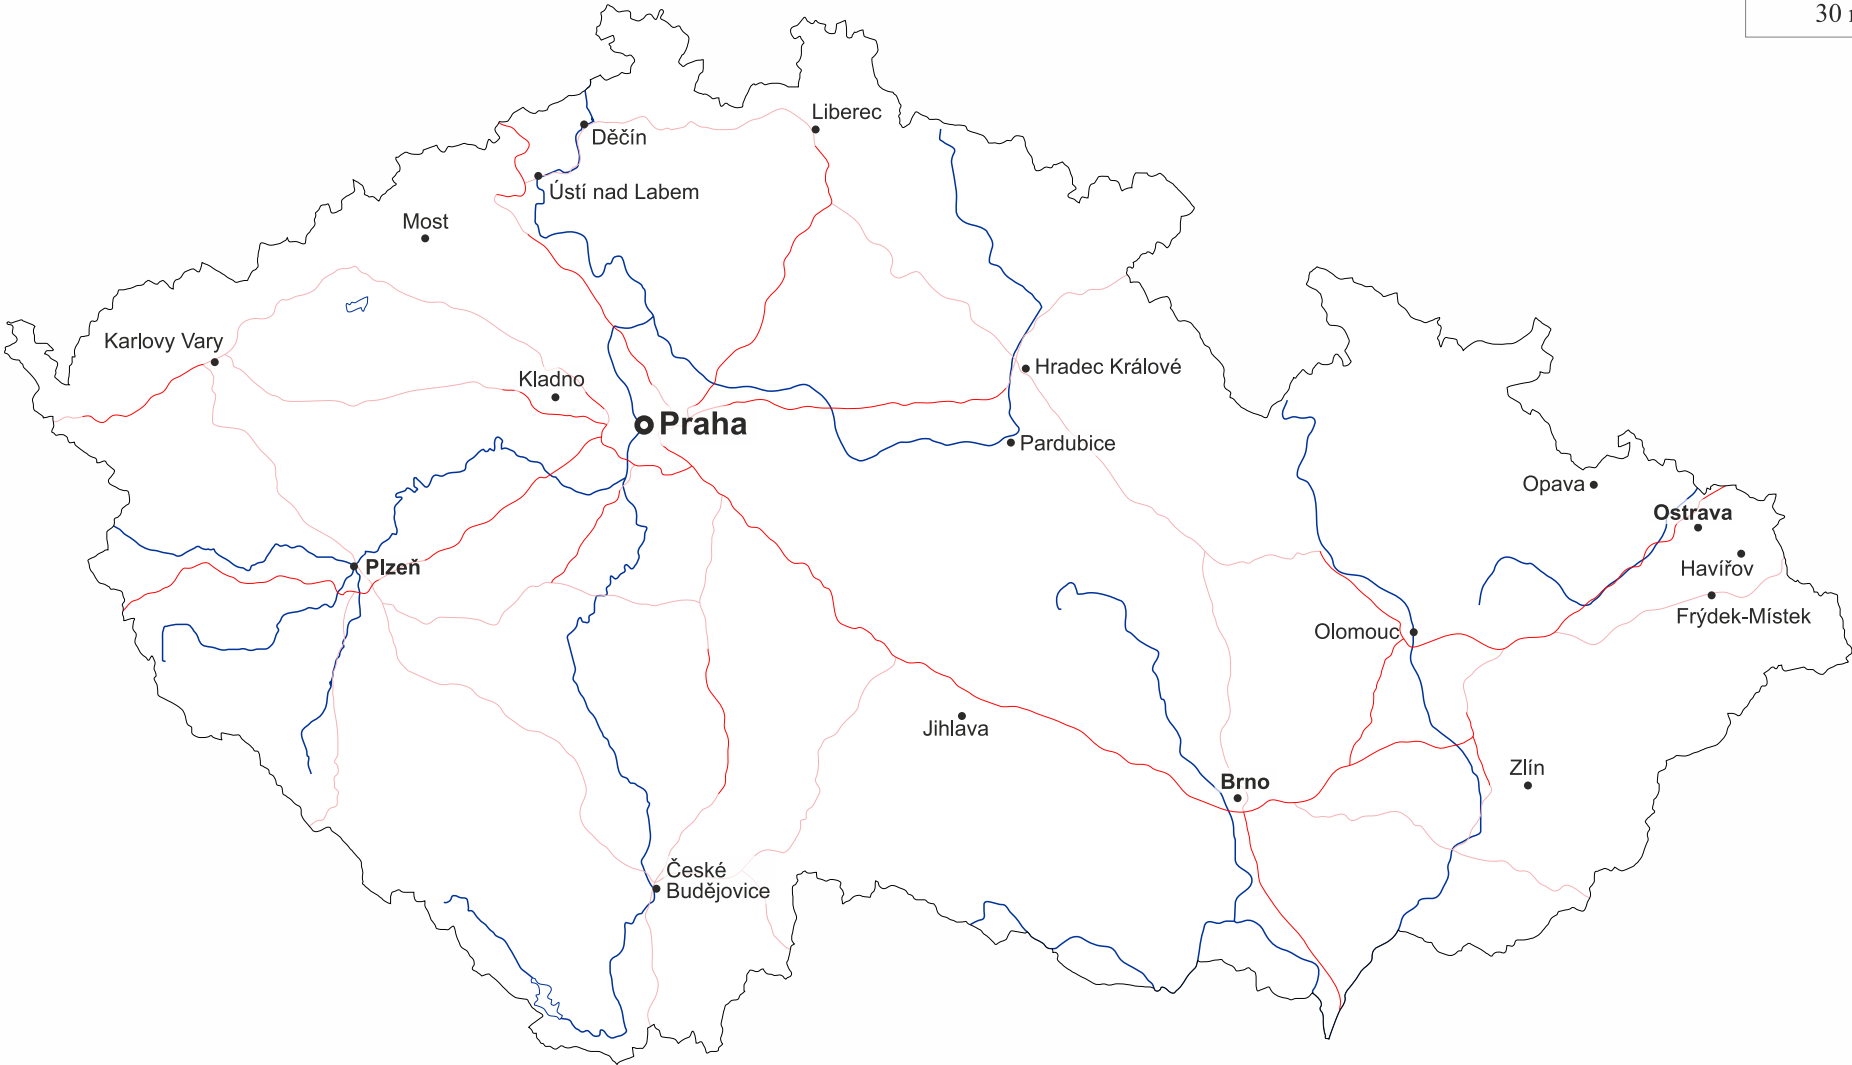 30
Liberec
Děčín
Ústí nad Labem
Most
Karlovy Vary
Kladno
Hradec Králové
Praha
Pardubice
Opava
Ostrava
Plzeň
Havířov
Frýdek-Místek
Olomouc
Jihlava
Zlín
Brno
České
Budějovice